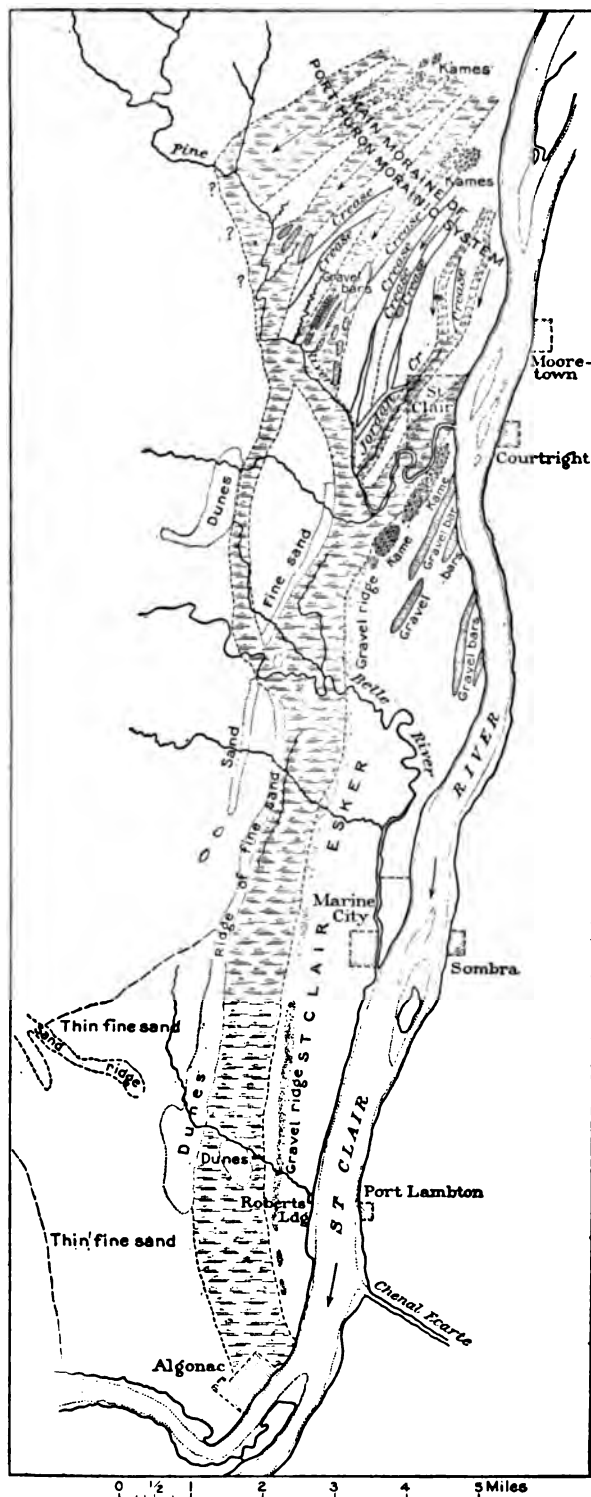 Kames
MAIN MORAINE OF
PORT HURON MORAINIC SYSTEM
Pine
Kames
?
?
?
Crease
Crease
Crease
Crease
Crease
Crease
Gravel
bars
Moore-
town
Jordan Cr.
St
Clair
Courtright
Dunes
Fine sand
Kame
Kame
Gravel bar
bars
Gravel
Gravel ridge
Gravel bars
Belle
River
Sand
Ridge of fine sand
ST CLAIR ESKER
RIVER
Marine
City
Sombra
Thin fine sand
Sand
ridge
Dunes
Gravel ridge
Dunes
ST CLAIR
Roberts
Ldg
Port Lambton
Thin fine sand
Chenal Ecarte
Algonac
0 ½ 1 2 3 4 5 Miles